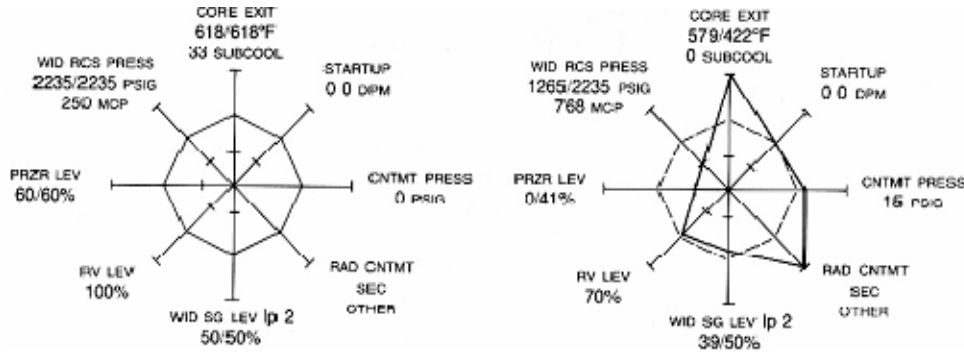 CORE EXIT
618/618°F
33 SUBCOOL
WID RCS PRESS
2235/2235 PSIG
250 MCP
STARTUP
0 0 DPM
PRZR LEV
60/60%
CNTMT PRESS
0 PSIG
RV LEV
100%
RAD CNTMT
SEC
OTHER
WID SG LEV lp 2
50/50%
CORE EXIT
579/422°F
0 SUBCOOL
WID RCS PRESS
1265/2235 PSIG
768 MCP
STARTUP
0 0 DPM
PRZR LEV
0/41%
CNTMT PRESS
16 PSIG
RV LEV
70%
RAD CNTMT
SEC
OTHER
WID SG LEV lp 2
39/50%